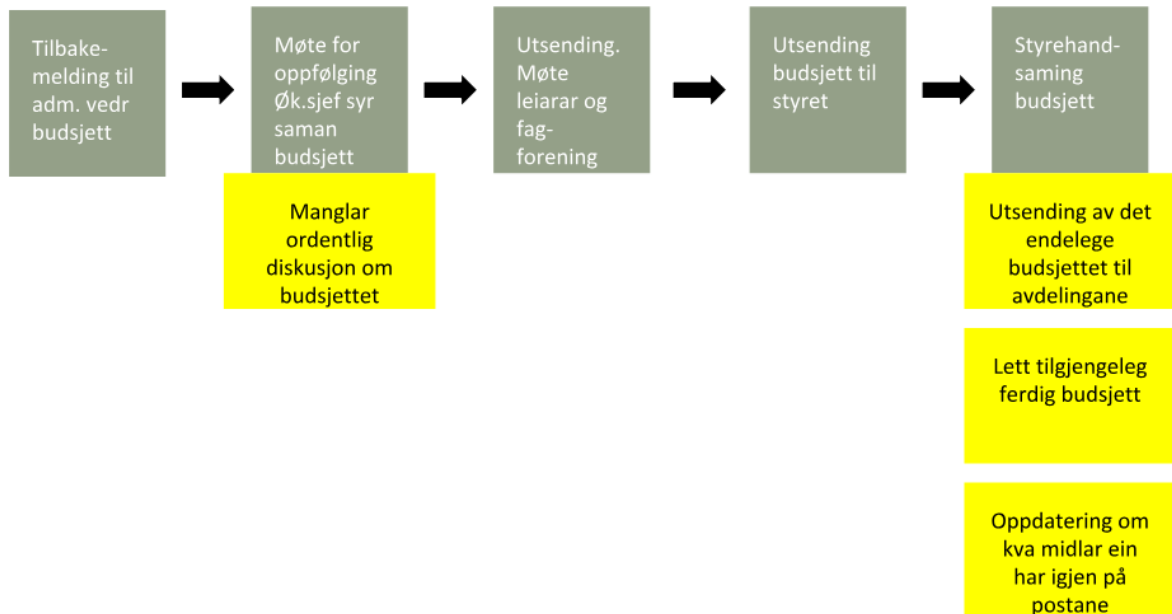 Tilbake-
melding til
adm. vedr
budsjett
Møte for
oppfølging
Øk.sjef syr
saman
budsjett
Utsending.
Møte
leiarar og
fag-
forening
Utsending
budsjett til
styret
Styrehand-
saming
budsjett
Manglar
ordentlig
diskusjon om
budsjettet
Utsending av det
endelege
budsjettet til
avdelingane
Lett tilgjengeleg
ferdig budsjett
Oppdatering om
kva midlar ein
har igjen på
postane